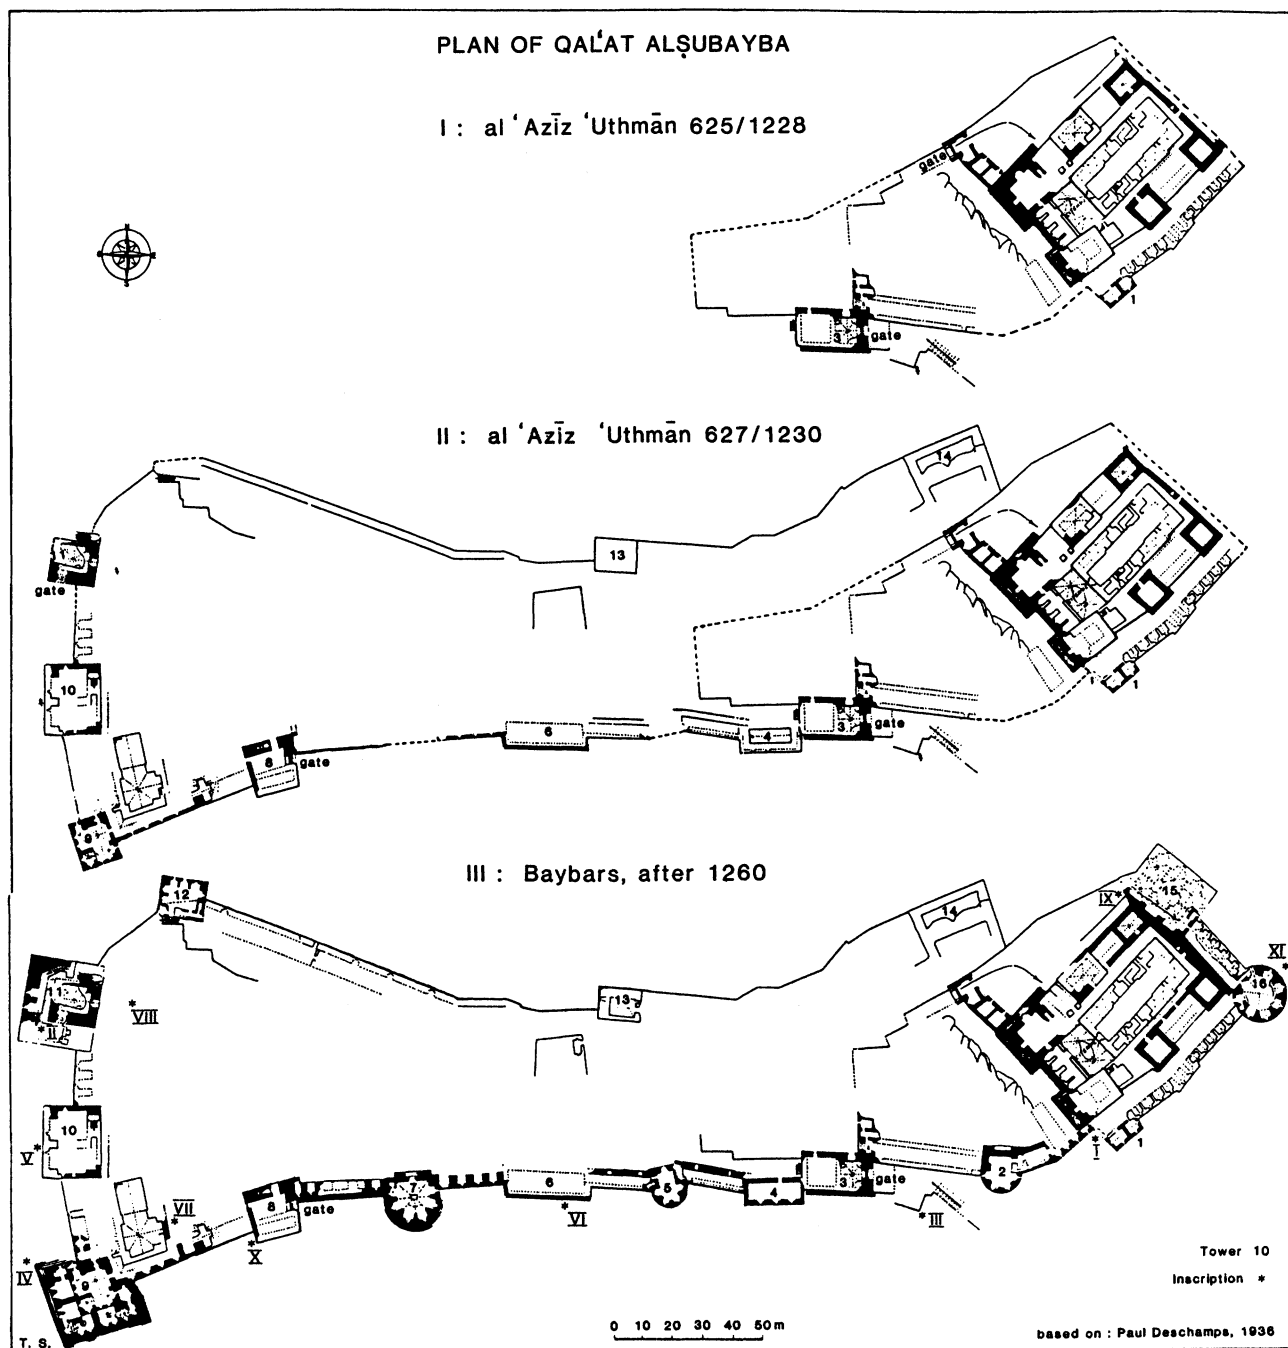 PLAN OF QAL'AT ALṢUBAYBA
I : al 'Azīz 'Uthmān 625/1228
gate
3
gate
1
II : al 'Azīz 'Uthmān 627/1230
14
13
gate
10
8
gate
6
4
3
gate
1
1
9
III : Baybars, after 1260
12
14
IX *
15
XI
*
16
11
* II
*
VIII
13
10
V *
*
I
1
2
7
6
5
4
3
gate
8
gate
VII
*
*
VI
* III
*
X
*
IV
9
Tower 10
Inscription *
0 10 20 30 40 50m
based on : Paul Deschamps, 1936
T. S.